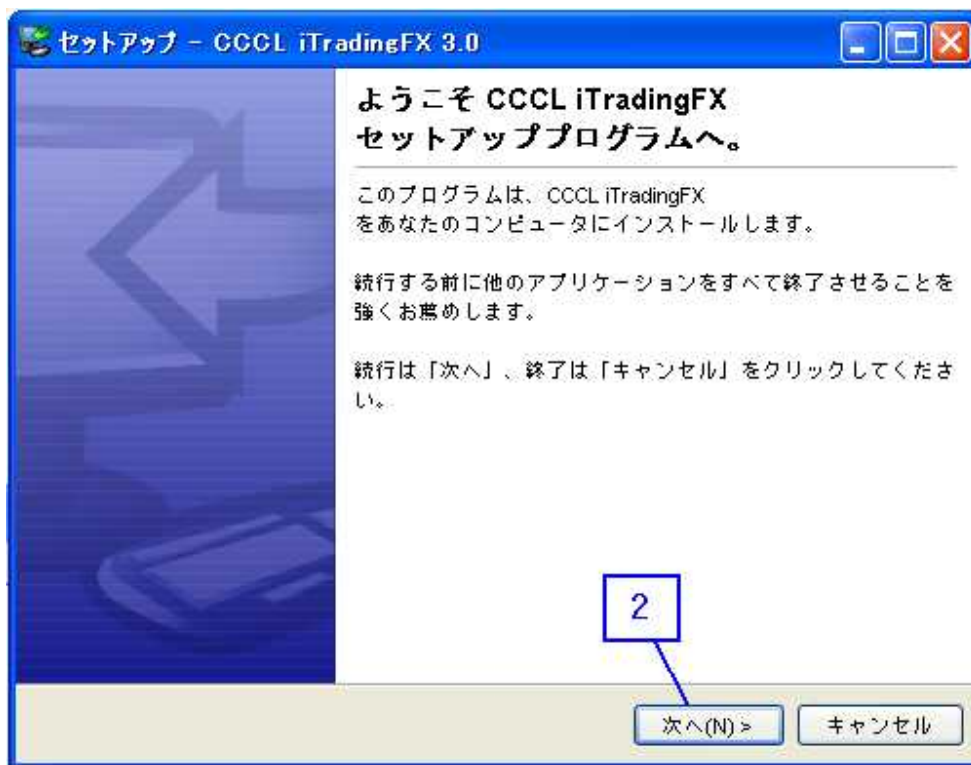 セットアップ - CCCL iTradingFX 3.0
ようこそ CCCL iTradingFX
セットアッププログラムへ。
このプログラムは、CCCL iTradingFX
をあなたのコンピュータにインストールします。
続行する前に他のアプリケーションをすべて終了させることを
強くお薦めします。
続行は「次へ」、終了は「キャンセル」をクリックしてくださ
い。
2
次へ(N) >
キャンセル